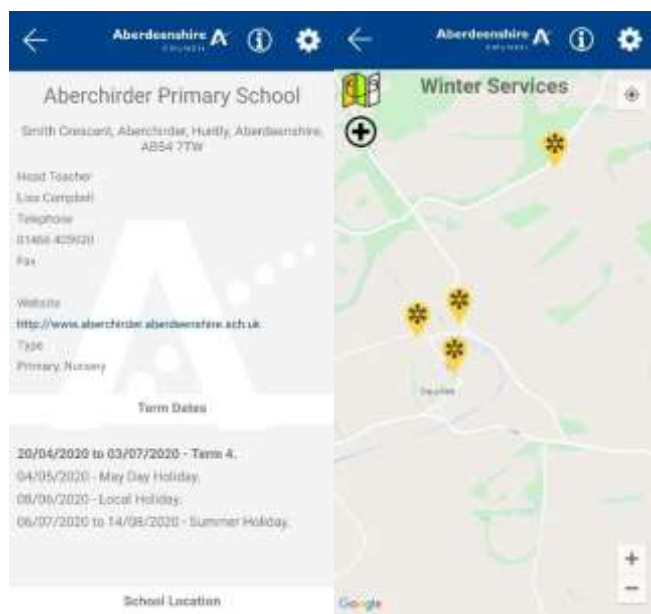 Aberdeenshire
COUNCIL
Aberchirder Primary School
Smith Crescent, Aberchirder, Huntly, Aberdeenshire,
AB54 7TW
Head Teacher
Lisa Campbell
Telephone
01466 405920
Fax
Website
http://www.aberchirder.aberdeenshire.sch.uk
Type
Primary, Nursery
Term Dates
20/04/2020 to 03/07/2020 - Term 4.
04/05/2020 - May Day Holiday.
08/06/2020 - Local Holiday.
06/07/2020 to 14/08/2020 - Summer Holiday.
School Location
Aberdeenshire
COUNCIL
Winter Services
Google